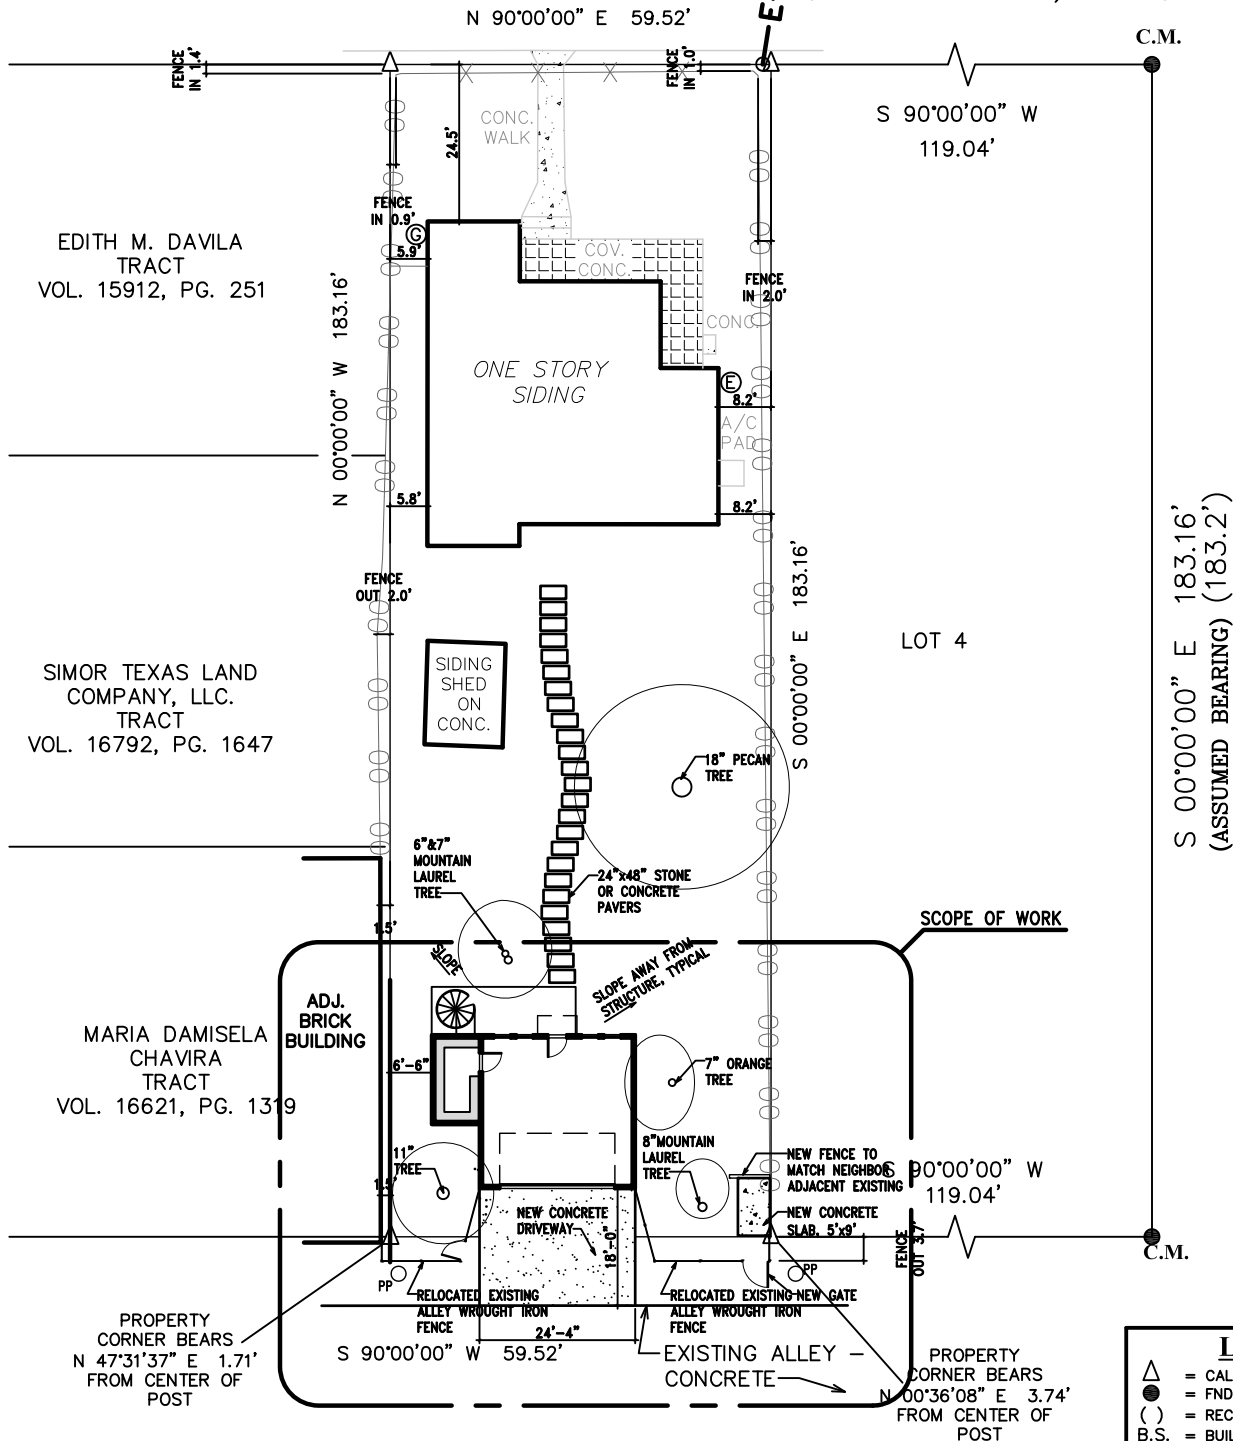 N 90°00'00" E 59.52'
C.M.
FENCE
IN 1.4'
FENCE
IN 1.0'
S 90°00'00" W
119.04'
CONC.
WALK
24.5'
FENCE
IN 0.9'
G
5.9'
EDITH M. DAVILA
TRACT
VOL. 15912, PG. 251
COV.
CONC.
FENCE
IN 2.0'
CONC.
N 00°00'00" W 183.16'
ONE STORY
SIDING
E
8.2'
A/C
PAD
5.8'
8.2'
S 00°00'00" E 183.16'
(ASSUMED BEARING) (183.2')
FENCE
OUT 2.0'
S 00°00'00" E 183.16'
LOT 4
SIMOR TEXAS LAND
COMPANY, LLC.
TRACT
VOL. 16792, PG. 1647
SIDING
SHED
ON
CONC.
18" PECAN
TREE
6"&7"
MOUNTAIN
LAUREL
TREE
24"x48" STONE
OR CONCRETE
PAVERS
1.5'
SCOPE OF WORK
SLOPE
SLOPE AWAY FROM
STRUCTURE, TYPICAL
ADJ.
BRICK
BUILDING
MARIA DAMISELA
CHAVIRA
TRACT
VOL. 16621, PG. 1319
6'-6"
7" ORANGE
TREE
11"
TREE
8"MOUNTAIN
LAUREL
TREE
NEW FENCE TO
MATCH NEIGHBOR
ADJACENT EXISTING
S 90°00'00" W
119.04'
1.5'
NEW CONCRETE
DRIVEWAY
18'-0"
NEW CONCRETE
SLAB, 5'x9'
FENCE
OUT 3.7'
C.M.
PP
PP
RELOCATED EXISTING
ALLEY WROUGHT IRON
FENCE
RELOCATED EXISTING
ALLEY WROUGHT IRON
FENCE
NEW GATE
24'-4"
S 90°00'00" W 59.52'
EXISTING ALLEY -
CONCRETE
PROPERTY
CORNER BEARS
N 47°31'37" E 1.71'
FROM CENTER OF
POST
PROPERTY
CORNER BEARS
N 00°36'08" E 3.74'
FROM CENTER OF
POST
= CAL
= FND
( ) = REC
B.S. = BUIL